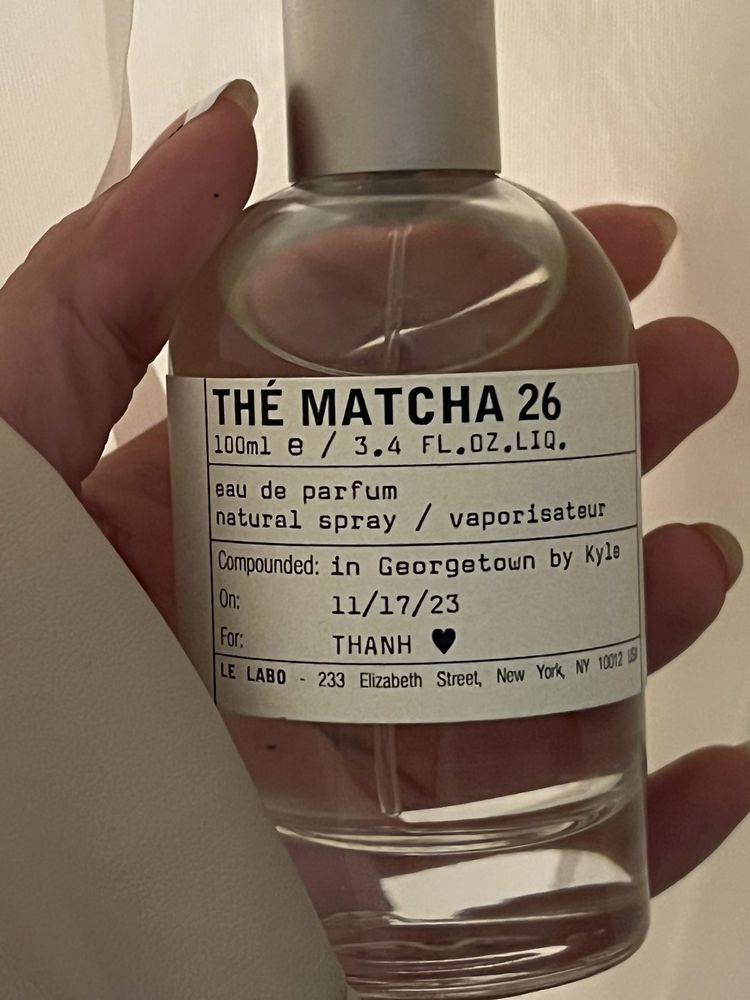 THÉ MATCHA 26
100ml e / 3.4 FL.OZ.LIQ.
eau de parfum
natural spray / vaporisateur
Compounded: in Georgetown by Kyle
On: 11/17/23
For: THANH ♥
LE LABO - 233 Elizabeth Street, New York, NY 10012 USA